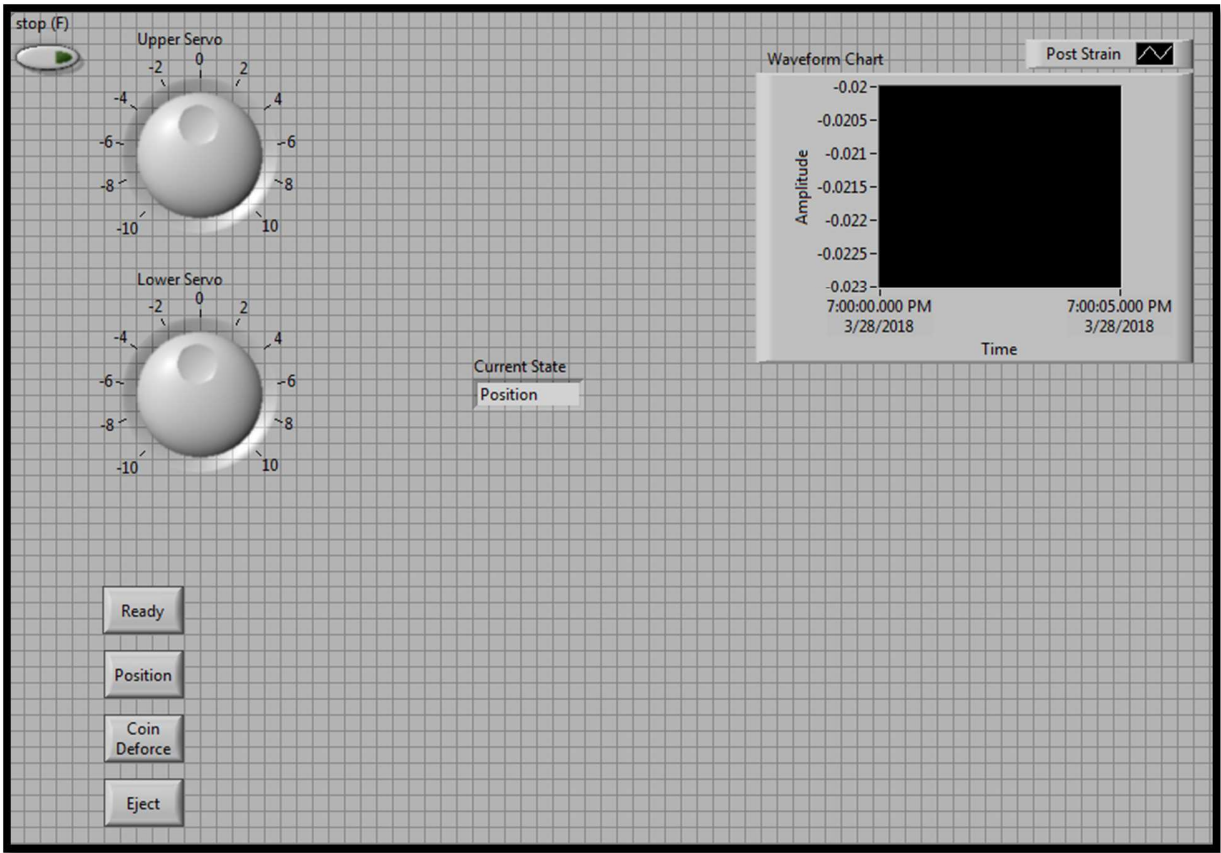 stop (F)
Upper Servo
0
-2
2
-4
4
-6
6
-8
8
-10
10
Lower Servo
0
-2
2
-4
4
-6
6
-8
8
-10
10
Current State
Position
Ready
Position
Coin
Deforce
Eject
Waveform Chart
Post Strain
Amplitude
-0.02
-0.0205
-0.021
-0.0215
-0.022
-0.0225
-0.023
7:00:00.000 PM
3/28/2018
7:00:05.000 PM
3/28/2018
Time